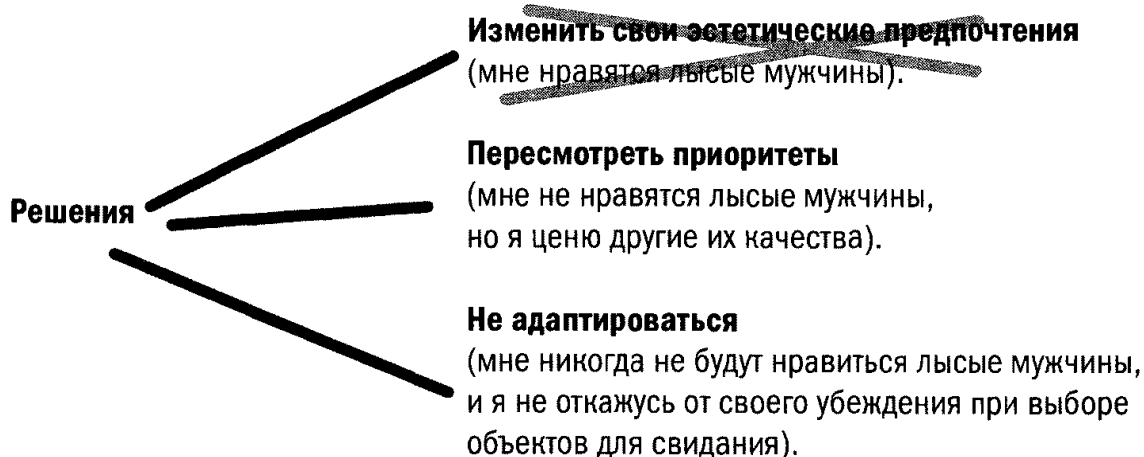 Изменить свои эстетические предпочтения
(мне нравятся лысые мужчины).
Пересмотреть приоритеты
(мне не нравятся лысые мужчины,
но я ценю другие их качества).
Решения
Не адаптироваться
(мне никогда не будут нравиться лысые мужчины,
и я не откажусь от своего убеждения при выборе
объектов для свидания).